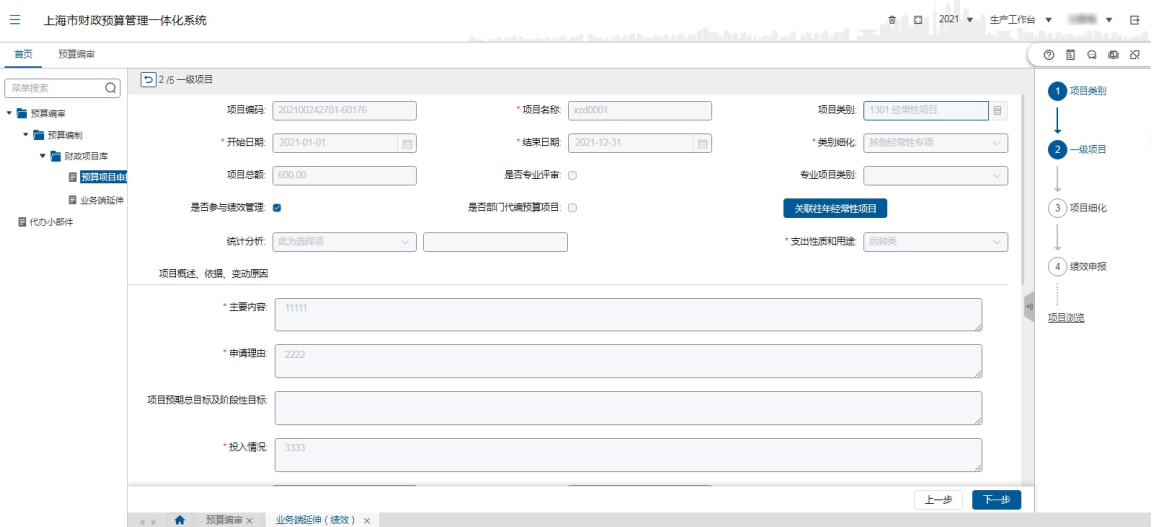 上海市财政预算管理一体化系统
2021
生产工作台
首页
预算编审
菜单搜索
预算编审
预算编制
财政项目库
预算项目申
业务端延伸
代办小部件
2 /5 一级项目
项目编码: 202100242701-60176
* 项目名称: xzd0001
项目类别: 1301 经常性项目
* 开始日期: 2021-01-01
* 结束日期: 2021-12-31
* 类别细化: 其他经常性专项
项目总额: 600.00
是否专业评审:
专业项目类别:
是否参与绩效管理:
是否部门代编预算项目:
关联往年经常性项目
统计分析: 此为选择项
* 支出性质和用途: 运转类
项目概述、依据、变动原因
* 主要内容: 11111
* 申请理由: 2222
项目预期总目标及阶段性目标:
* 投入情况: 3333
上一步
下一步
1 项目类别
2 一级项目
3 项目细化
4 绩效申报
项目浏览
预算编审 ×
业务端延伸（绩效） ×